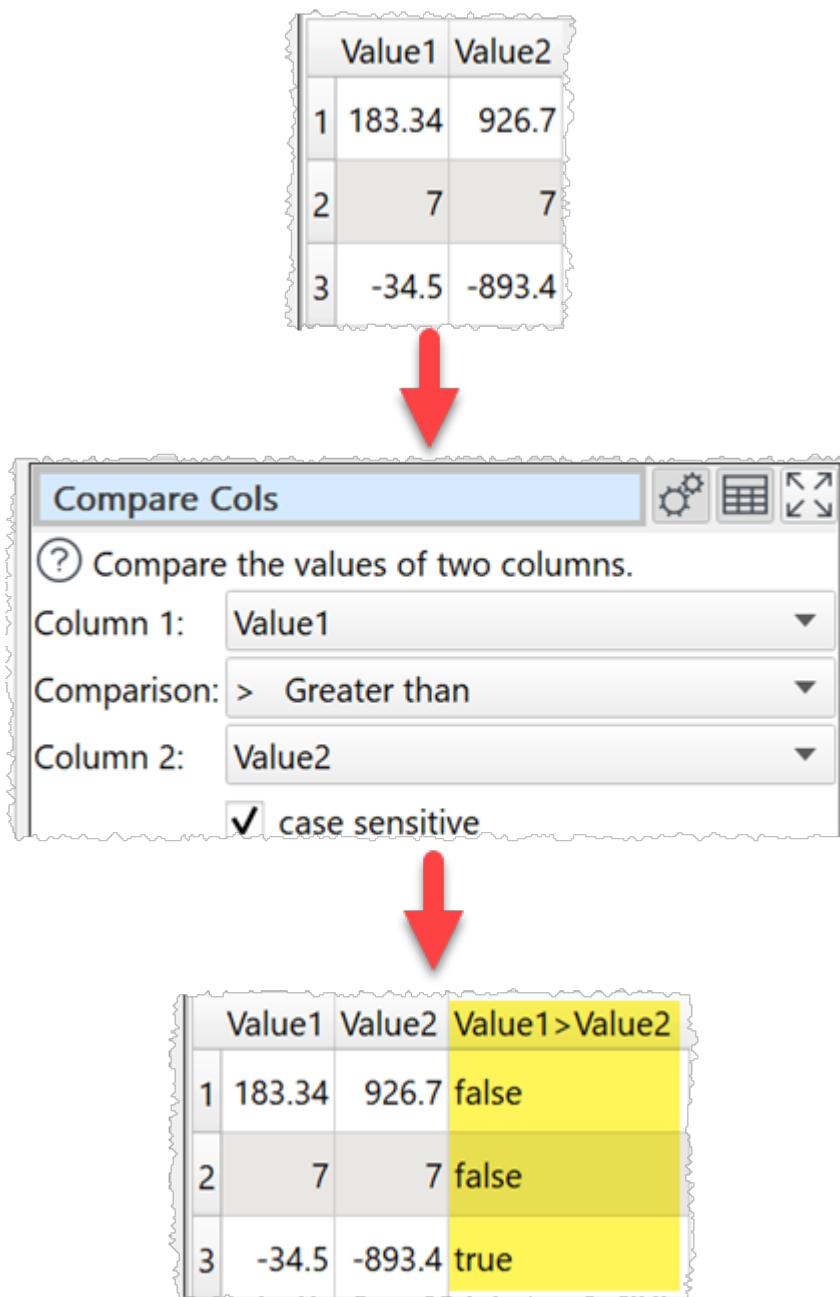 Value1 Value2
1 183.34 926.7
2 7 7
3 -34.5 -893.4
Compare Cols
? Compare the values of two columns.
Column 1: Value1
Comparison: > Greater than
Column 2: Value2
case sensitive
Value1 Value2 Value1>Value2
1 183.34 926.7 false
2 7 7 false
3 -34.5 -893.4 true